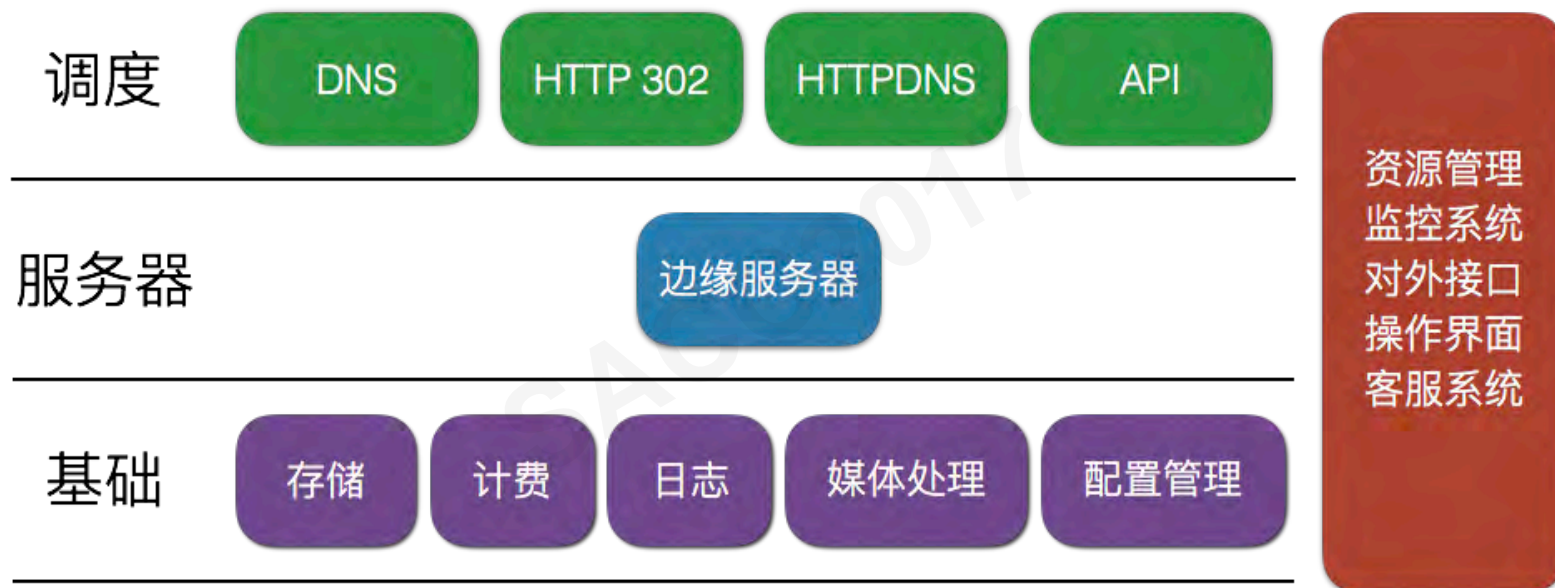 调度
DNS
HTTP 302
HTTPDNS
API
服务器
边缘服务器
基础
存储
计费
日志
媒体处理
配置管理
资源管理
监控系统
对外接口
操作界面
客服系统